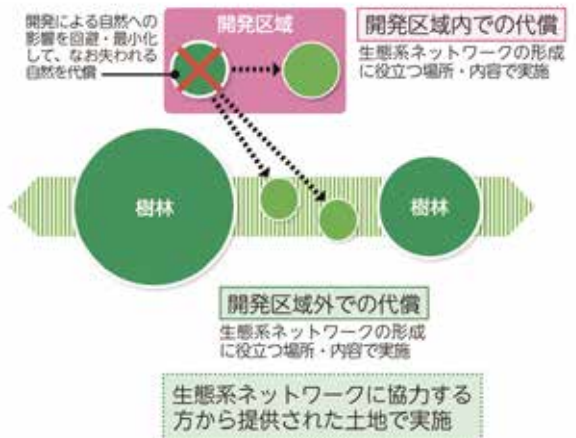 開発による自然への
影響を回避・最小化
して、なお失われる
自然を代償
開発区域
開発区域内での代償
生態系ネットワークの形成
に役立つ場所・内容で実施
樹林
樹林
開発区域外での代償
生態系ネットワークの形成
に役立つ場所・内容で実施
生態系ネットワークに協力する
方から提供された土地で実施